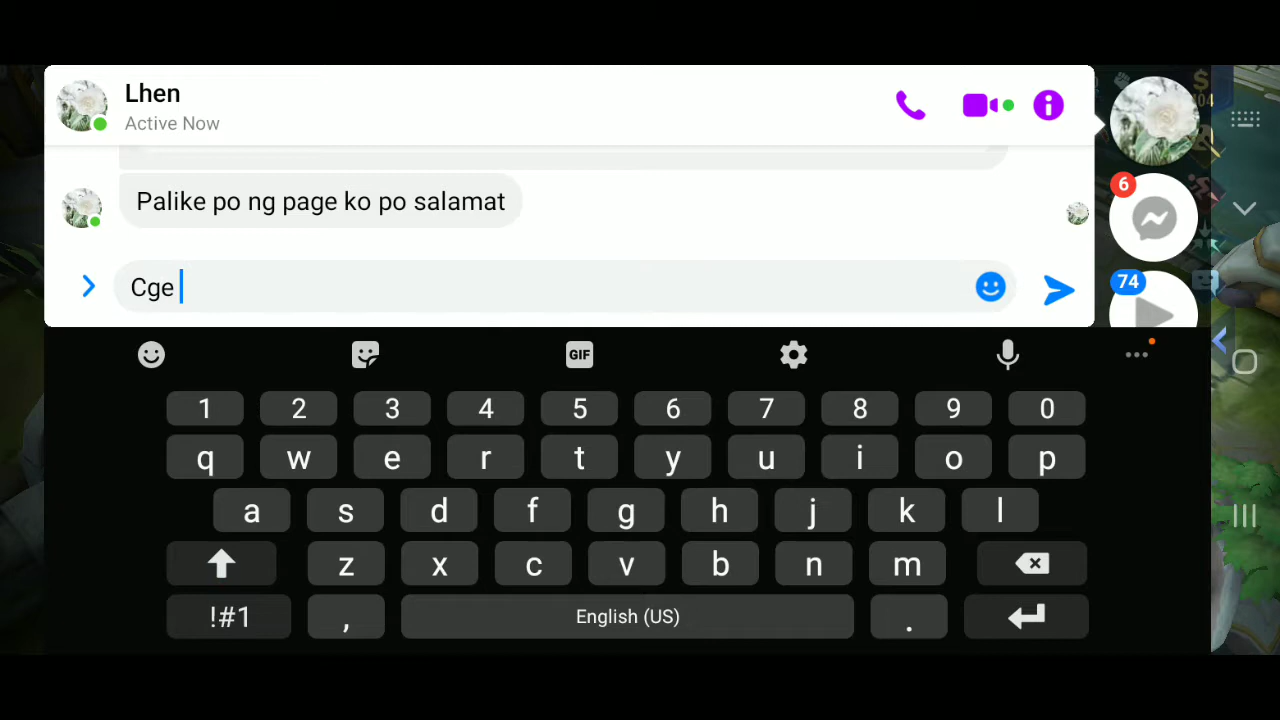 Lhen
Active Now
Palike po ng page ko po salamat
Cge
6
74
GIF
1 2 3 4 5 6 7 8 9 0
q w e r t y u i o p
a s d f g h j k l
z x c v b n m
!#1 , English (US) .